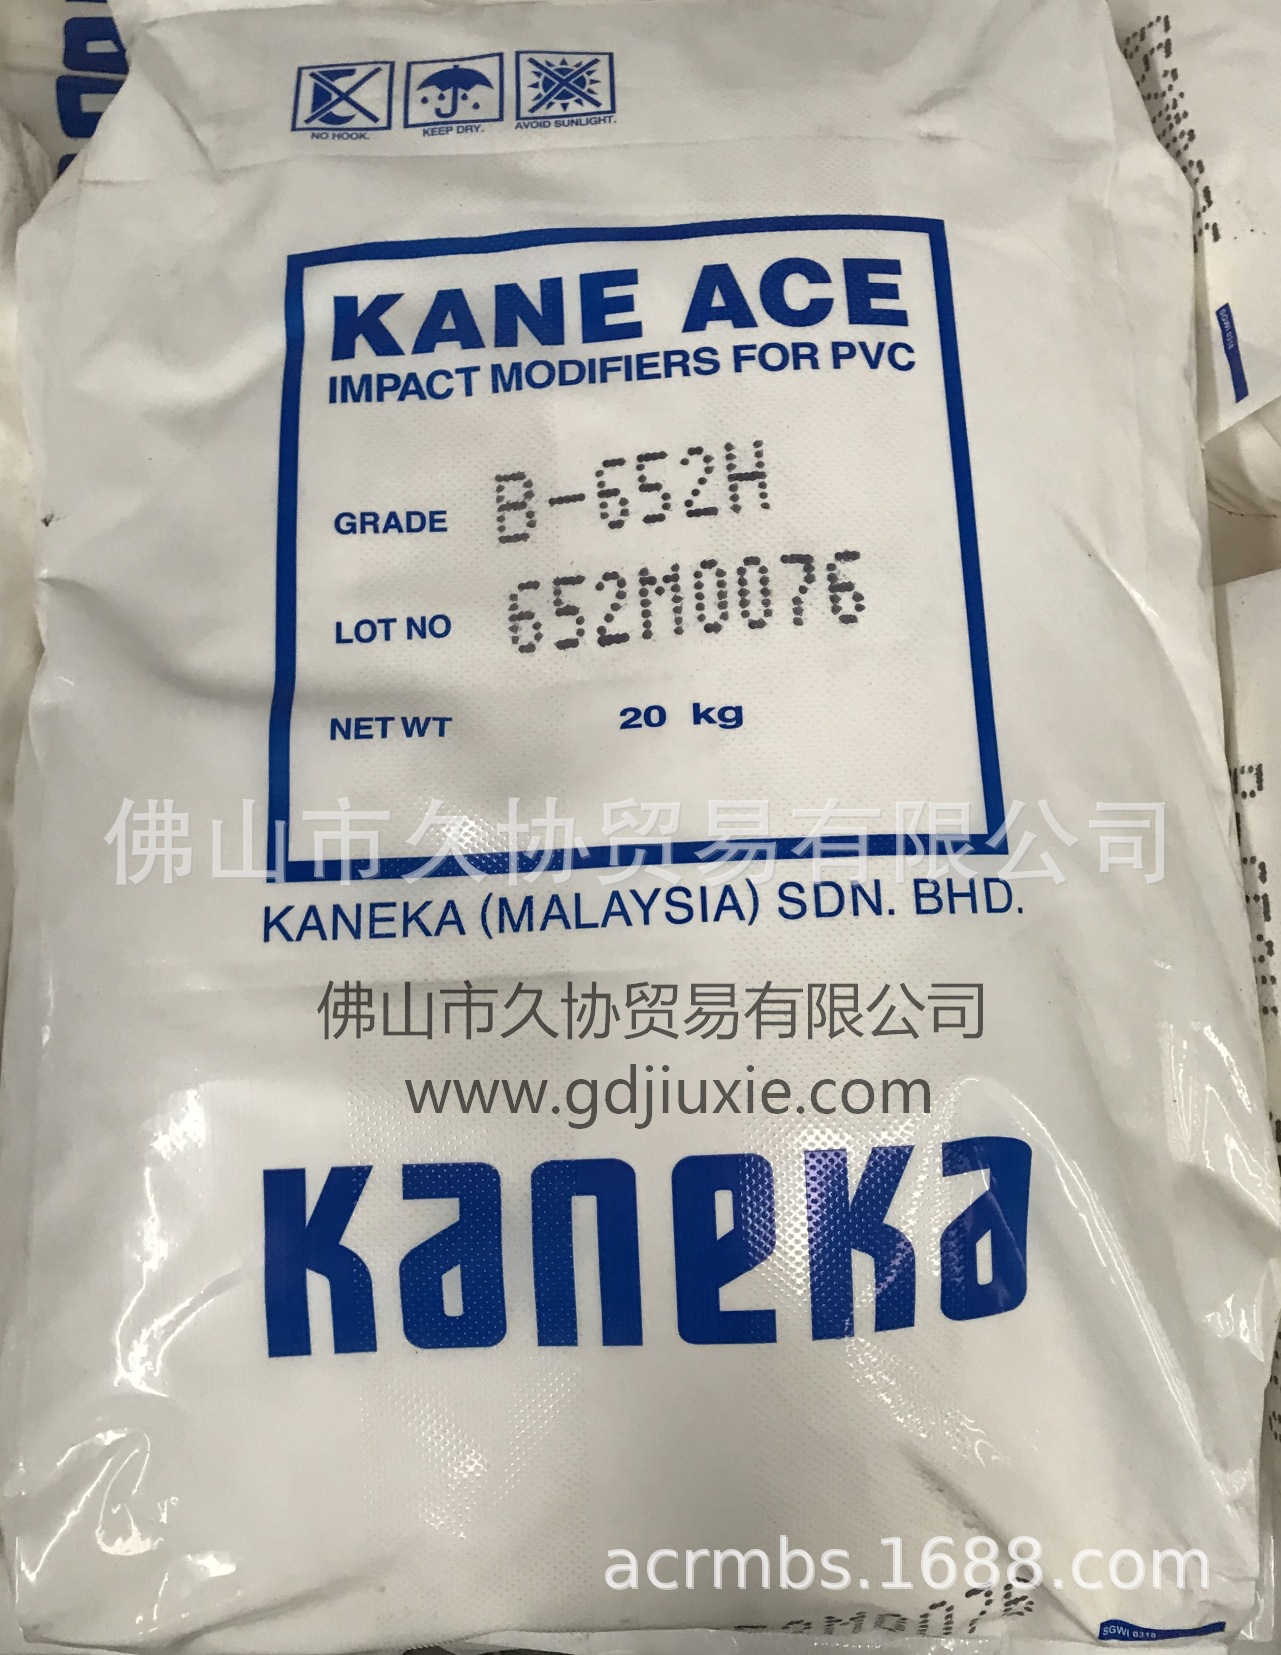 NO HOOK.
KEEP DRY.
AVOID SUNLIGHT.
KANE ACE
IMPACT MODIFIERS FOR PVC
GRADE B-652H
LOT NO 652M0076
NET WT 20 kg
佛山市久协贸易有限公司
KANEKA (MALAYSIA) SDN. BHD.
佛山市久协贸易有限公司
www.gdjiuxie.com
kaneka
acrmbs.1688.com
SGWI 0318